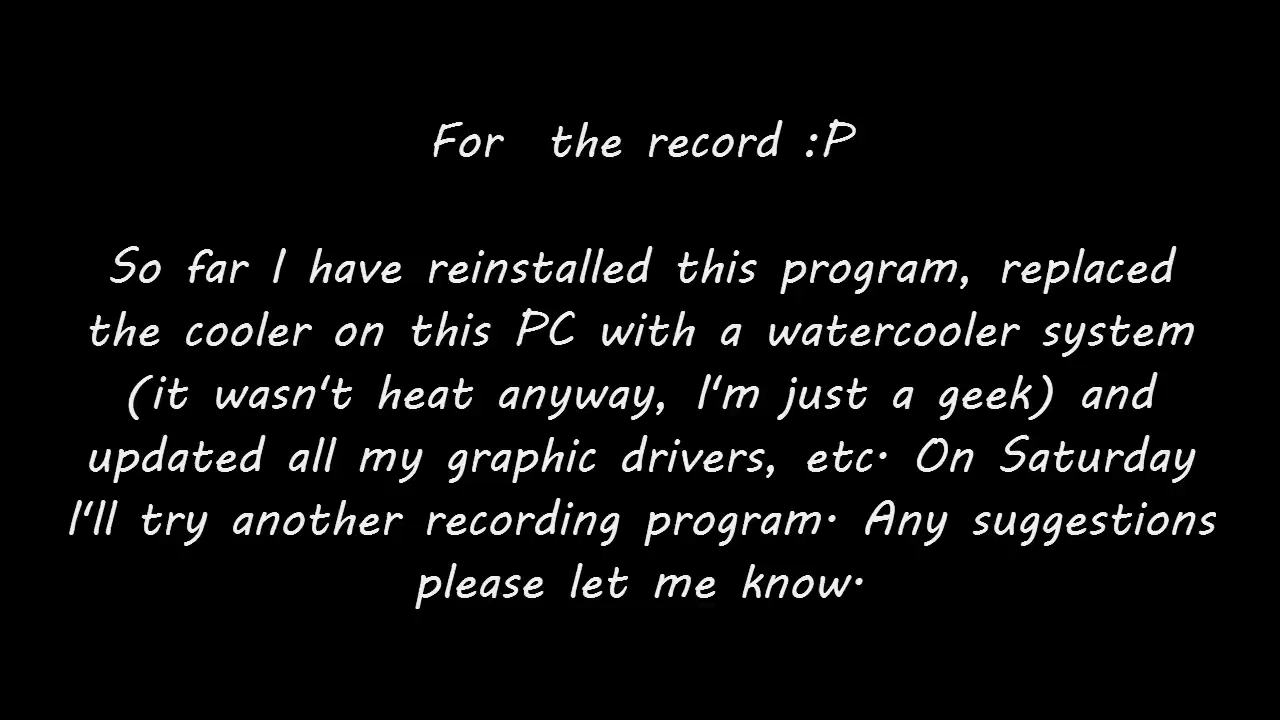 For the record :P
So far I have reinstalled this program, replaced
the cooler on this PC with a watercooler system
(it wasn't heat anyway, I'm just a geek) and
updated all my graphic drivers, etc. On Saturday
I'll try another recording program. Any suggestions
please let me know.